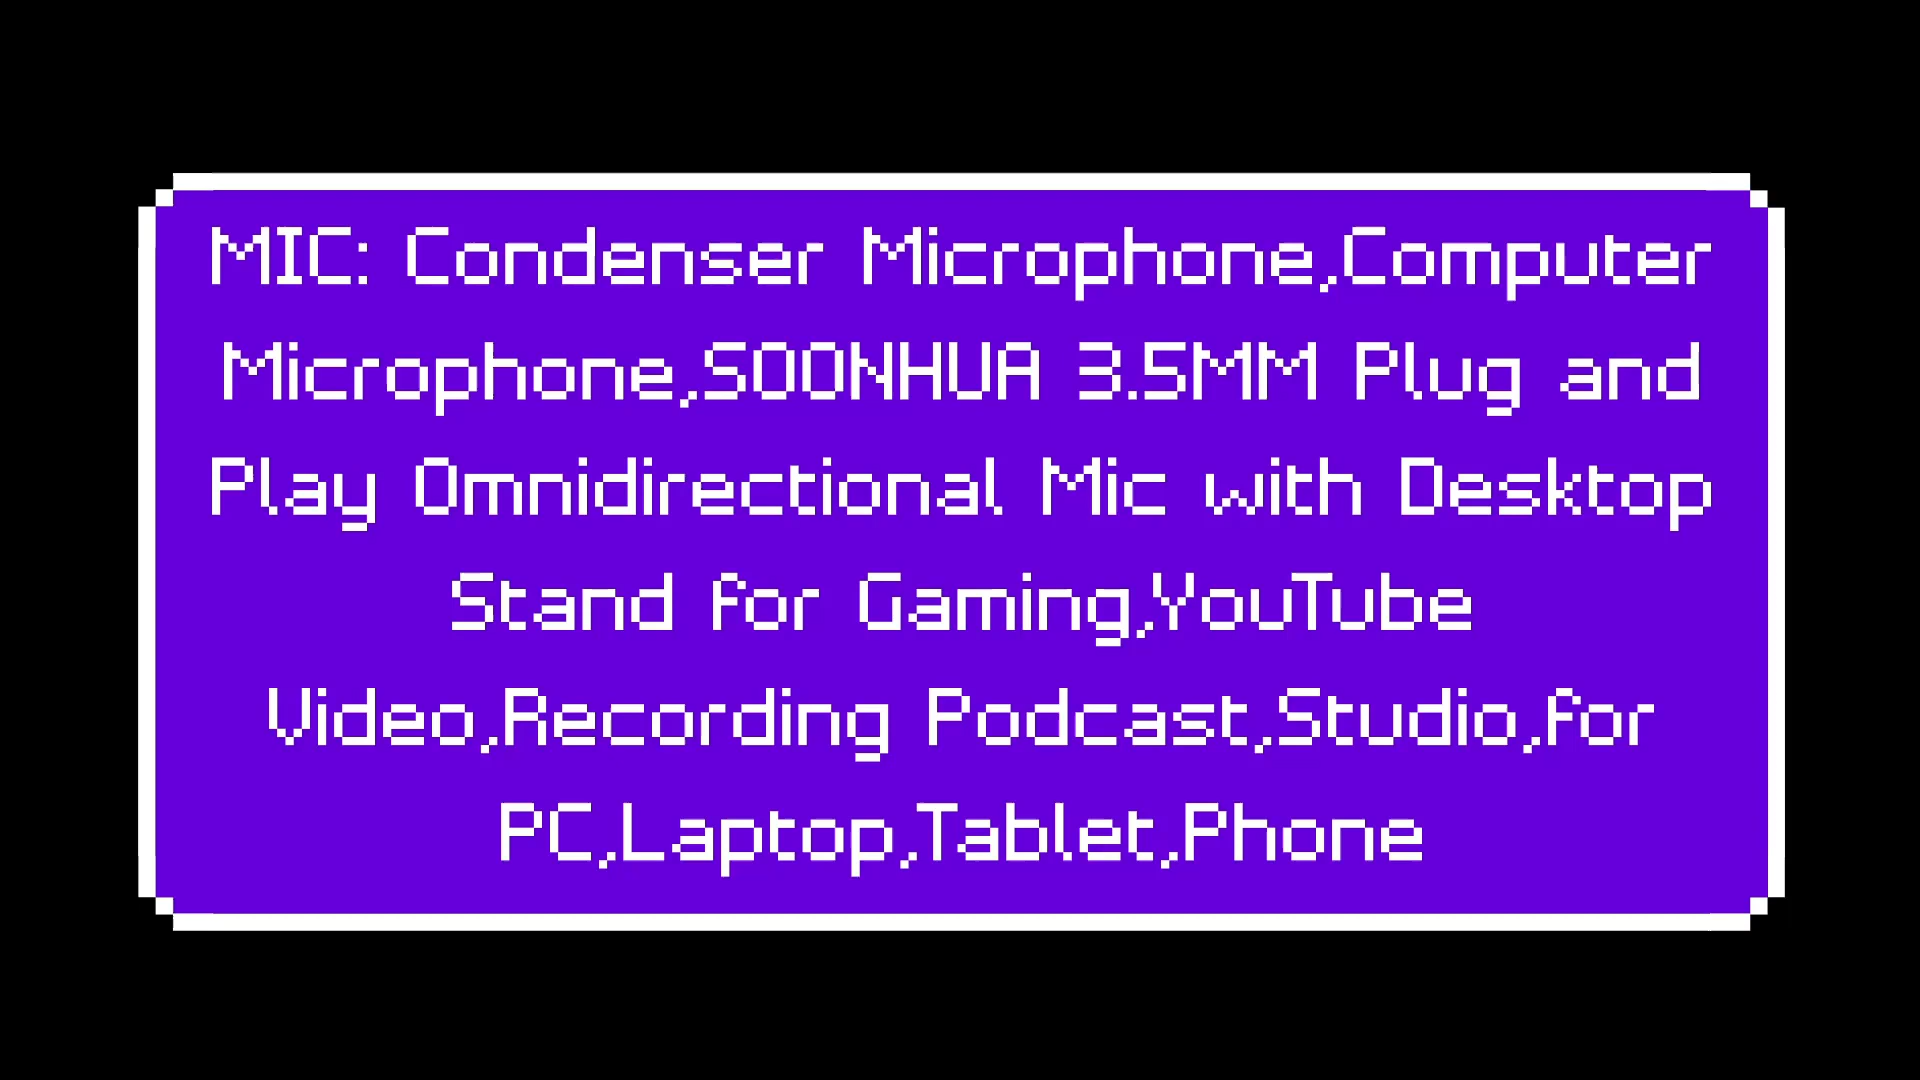 MIC: Condenser Microphone,Computer
Microphone,SOONHUA 3.5MM Plug and
Play Omnidirectional Mic with Desktop
Stand for Gaming,YouTube
Video,Recording Podcast,Studio,for
PC,Laptop,Tablet,Phone